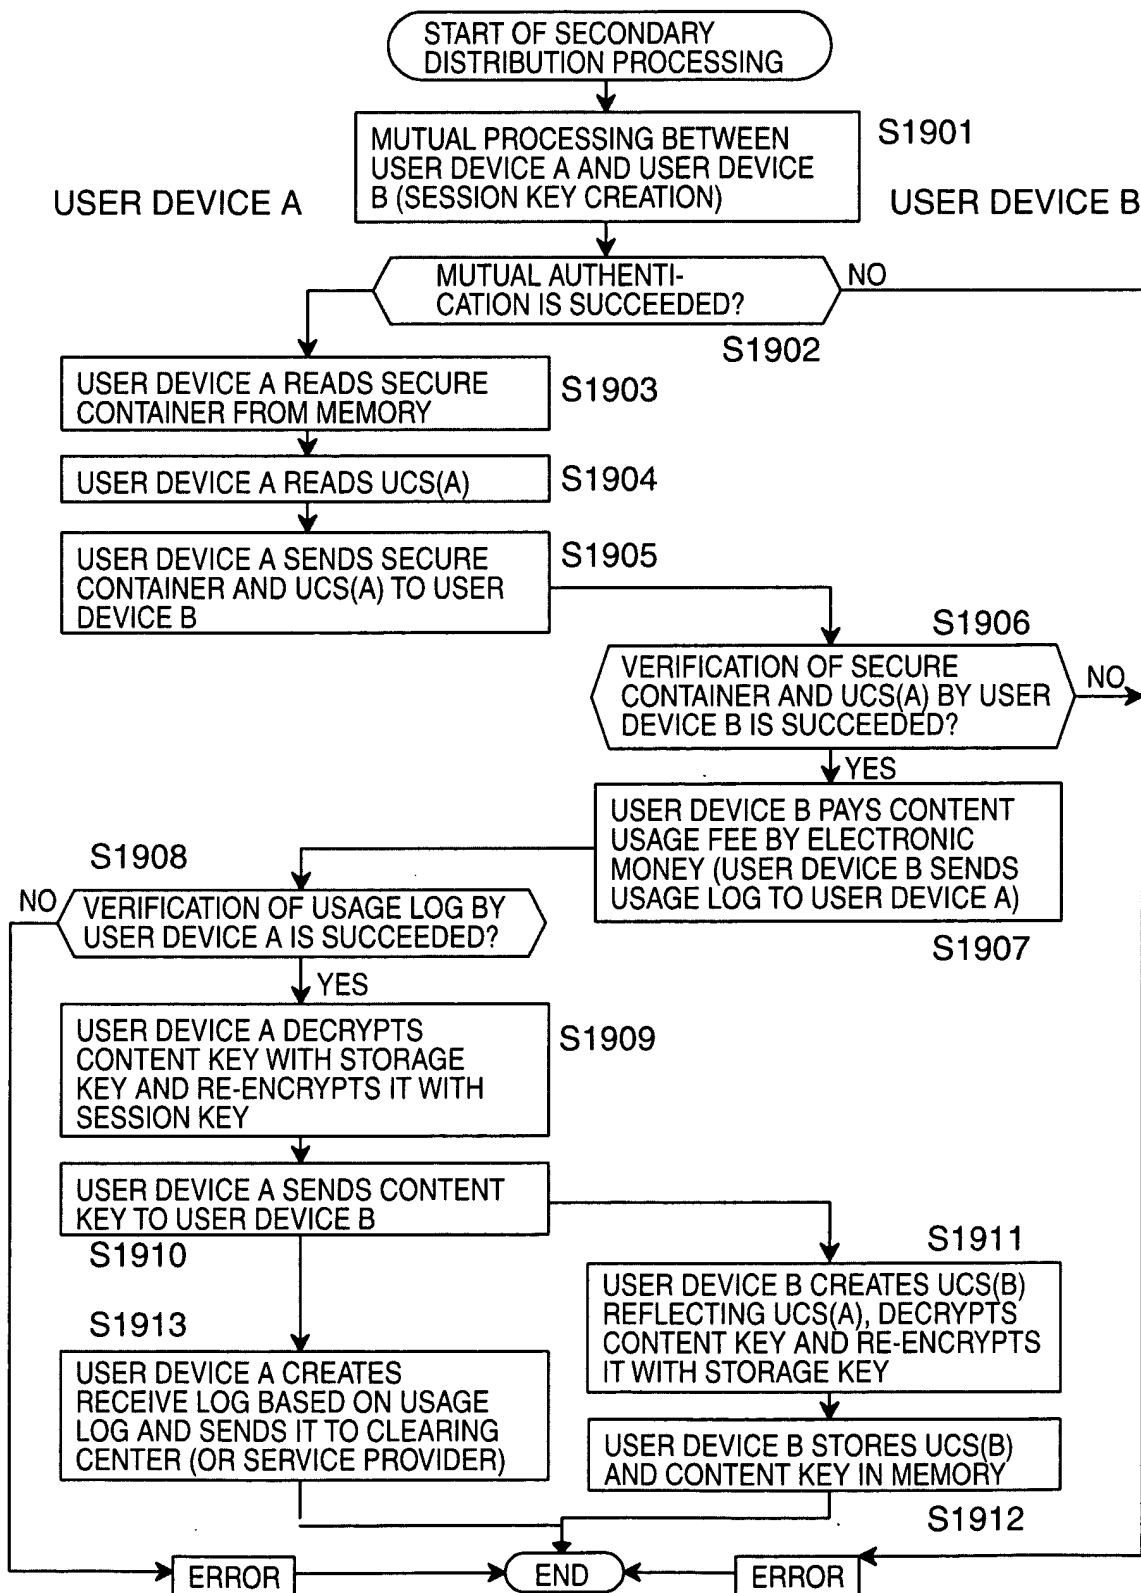 START OF SECONDARY
DISTRIBUTION PROCESSING
S1901
MUTUAL PROCESSING BETWEEN
USER DEVICE A AND USER DEVICE
B (SESSION KEY CREATION)
USER DEVICE A
USER DEVICE B
MUTUAL AUTHENTI-
CATION IS SUCCEEDED?
NO
S1902
USER DEVICE A READS SECURE
CONTAINER FROM MEMORY
S1903
USER DEVICE A READS UCS(A)
S1904
USER DEVICE A SENDS SECURE
CONTAINER AND UCS(A) TO USER
DEVICE B
S1905
S1906
VERIFICATION OF SECURE
CONTAINER AND UCS(A) BY USER
DEVICE B IS SUCCEEDED?
NO
YES
USER DEVICE B PAYS CONTENT
USAGE FEE BY ELECTRONIC
MONEY (USER DEVICE B SENDS
USAGE LOG TO USER DEVICE A)
S1907
S1908
NO
VERIFICATION OF USAGE LOG BY
USER DEVICE A IS SUCCEEDED?
YES
USER DEVICE A DECRYPTS
CONTENT KEY WITH STORAGE
KEY AND RE-ENCRYPTS IT WITH
SESSION KEY
S1909
USER DEVICE A SENDS CONTENT
KEY TO USER DEVICE B
S1910
S1911
USER DEVICE B CREATES UCS(B)
REFLECTING UCS(A), DECRYPTS
CONTENT KEY AND RE-ENCRYPTS
IT WITH STORAGE KEY
S1913
USER DEVICE A CREATES
RECEIVE LOG BASED ON USAGE
LOG AND SENDS IT TO CLEARING
CENTER (OR SERVICE PROVIDER)
USER DEVICE B STORES UCS(B)
AND CONTENT KEY IN MEMORY
S1912
ERROR
END
ERROR